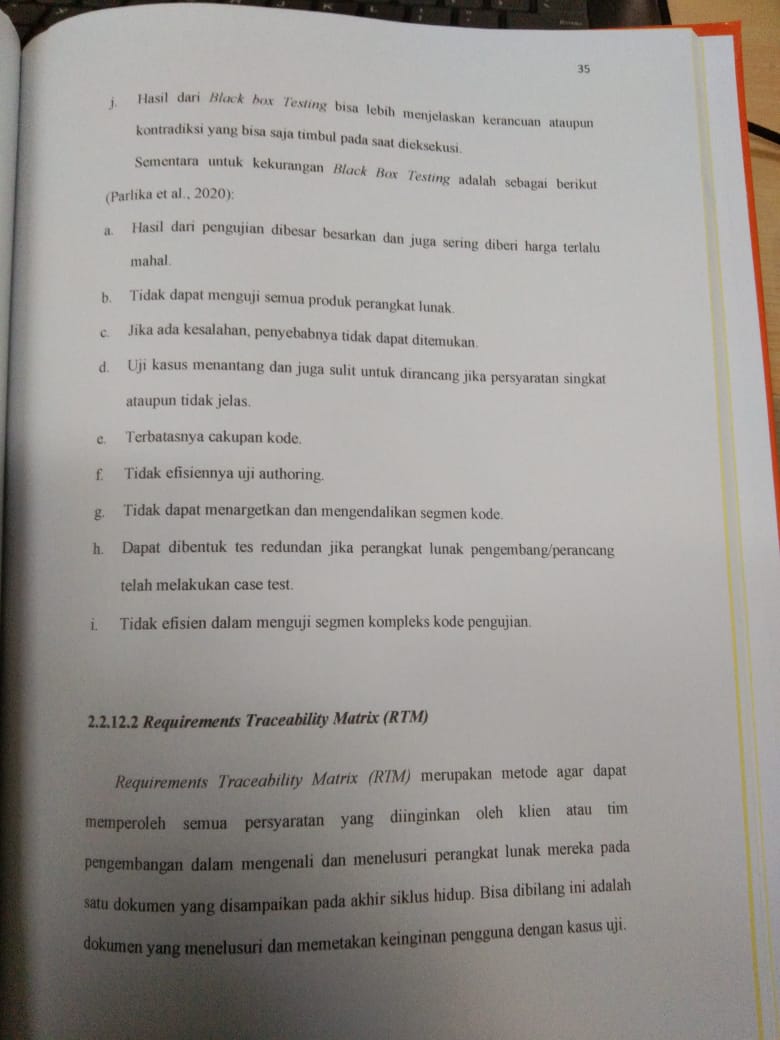 35
j. Hasil dari Black box Testing bisa lebih menjelaskan kerancuan ataupun
kontradiksi yang bisa saja timbul pada saat dieksekusi.
Sementara untuk kekurangan Black Box Testing adalah sebagai berikut
(Parlika et al., 2020):
a. Hasil dari pengujian dibesar besarkan dan juga sering diberi harga terlalu
mahal.
b. Tidak dapat menguji semua produk perangkat lunak.
c. Jika ada kesalahan, penyebabnya tidak dapat ditemukan.
d. Uji kasus menantang dan juga sulit untuk dirancang jika persyaratan singkat
ataupun tidak jelas.
e. Terbatasnya cakupan kode.
f. Tidak efisiennya uji authoring.
g. Tidak dapat menargetkan dan mengendalikan segmen kode.
h. Dapat dibentuk tes redundan jika perangkat lunak pengembang/perancang
telah melakukan case test.
i. Tidak efisien dalam menguji segmen kompleks kode pengujian.
2.2.12.2 Requirements Traceability Matrix (RTM)
Requirements Traceability Matrix (RTM) merupakan metode agar dapat
memperoleh semua persyaratan yang diinginkan oleh klien atau tim
pengembangan dalam mengenali dan menelusuri perangkat lunak mereka pada
satu dokumen yang disampaikan pada akhir siklus hidup. Bisa dibilang ini adalah
dokumen yang menelusuri dan memetakan keinginan pengguna dengan kasus uji.